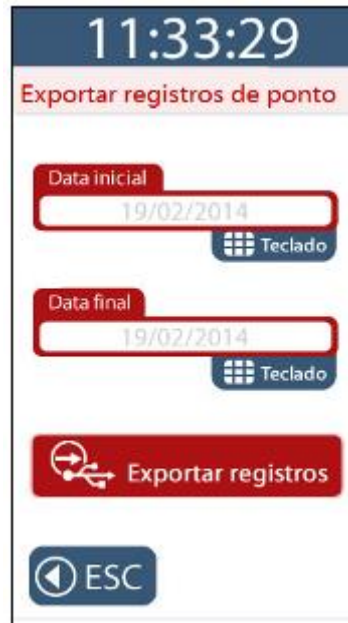 11:33:29
Exportar registros de ponto
Data inicial
19/02/2014
Teclado
Data final
19/02/2014
Teclado
Exportar registros
ESC